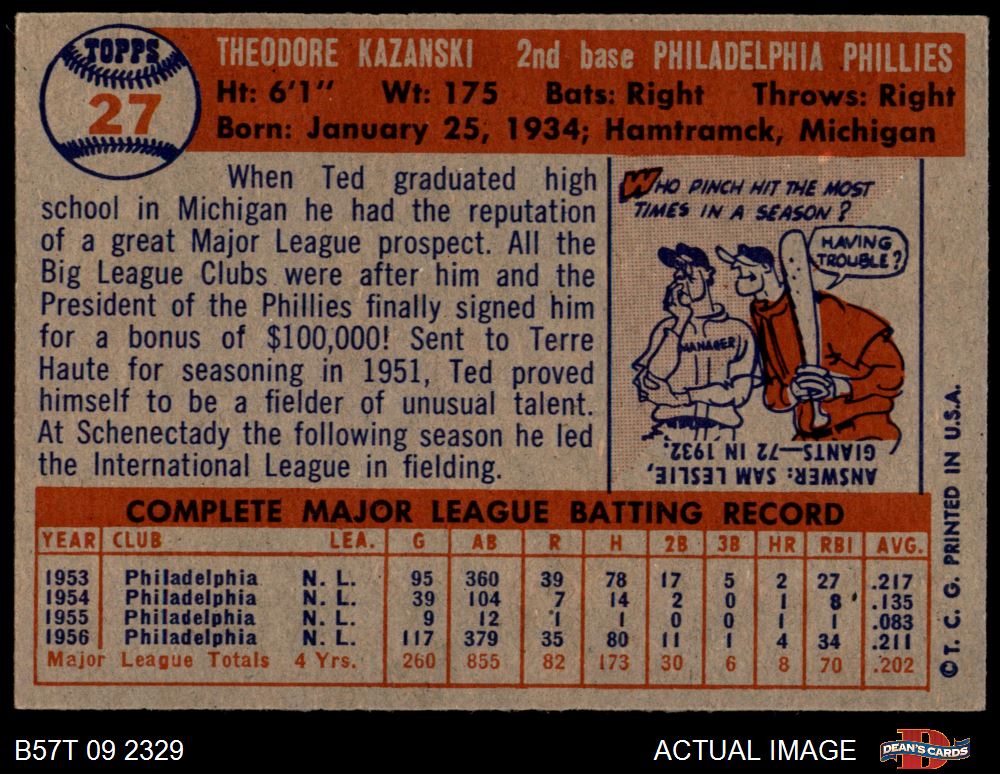 TOPPS
27
THEODORE KAZANSKI 2nd base PHILADELPHIA PHILLIES
Ht: 6'1" Wt: 175 Bats: Right Throws: Right
Born: January 25, 1934; Hamtramck, Michigan
When Ted graduated high
school in Michigan he had the reputation
of a great Major League prospect. All the
Big League Clubs were after him and the
President of the Phillies finally signed him
for a bonus of $100,000! Sent to Terre
Haute for seasoning in 1951, Ted proved
himself to be a fielder of unusual talent.
At Schenectady the following season he led
the International League in fielding.
WHO PINCH HIT THE MOST
TIMES IN A SEASON?
HAVING
TROUBLE?
MANAGER
ANSWER: SAM LESLIE,
GIANTS—72 IN 1932.
COMPLETE MAJOR LEAGUE BATTING RECORD
YEAR CLUB LEA. G AB R H 2B 3B HR RBI AVG.
1953 Philadelphia N. L. 95 360 39 78 17 5 2 27 .217
1954 Philadelphia N. L. 39 104 7 14 2 0 1 8 .135
1955 Philadelphia N. L. 9 12 1 1 0 0 1 1 .083
1956 Philadelphia N. L. 117 379 35 80 11 1 4 34 .211
Major League Totals 4 Yrs. 260 855 82 173 30 6 8 70 .202
©T. C. G. PRINTED IN U.S.A.
B57T 09 2329
ACTUAL IMAGE
DEAN'S CARDS